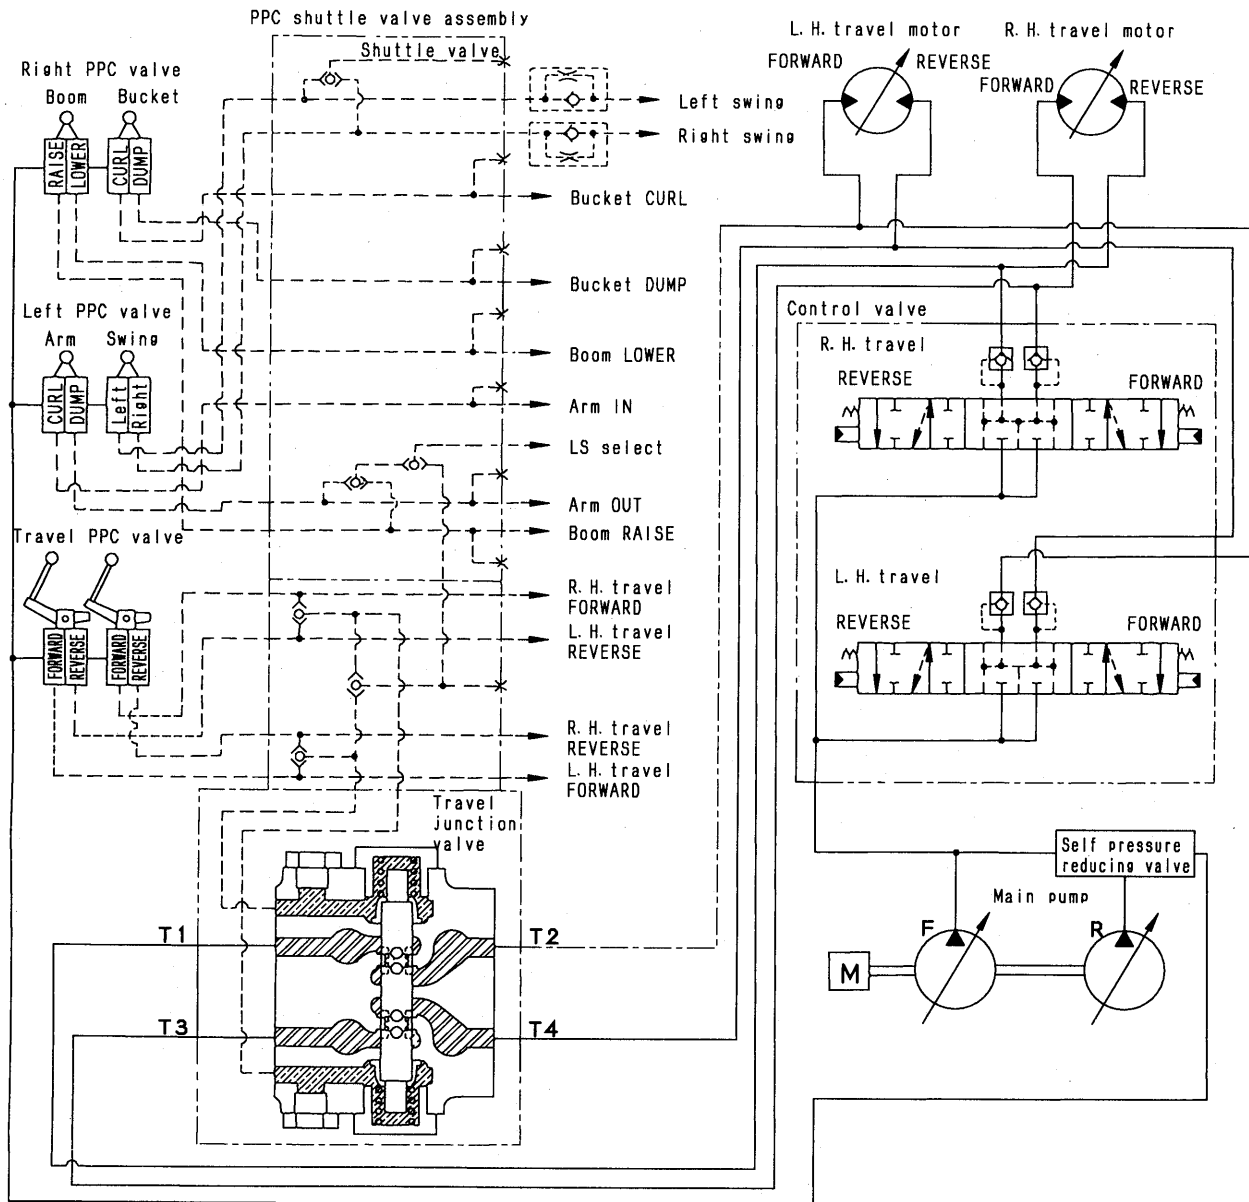 PPC shuttle valve assembly
Shuttle valve
L. H. travel motor
R. H. travel motor
FORWARD
REVERSE
FORWARD
REVERSE
Right PPC valve
Boom
Bucket
RAISE
LOWER
CURL
DUMP
Left swing
Right swing
Bucket CURL
Bucket DUMP
Left PPC valve
Arm
Swing
CURL
DUMP
Left
Right
Boom LOWER
Arm IN
LS select
Arm OUT
Boom RAISE
Control valve
R. H. travel
REVERSE
FORWARD
Travel PPC valve
FORWARD
REVERSE
FORWARD
REVERSE
R. H. travel
FORWARD
L. H. travel
REVERSE
R. H. travel
REVERSE
L. H. travel
FORWARD
L. H. travel
REVERSE
FORWARD
Travel
junction
valve
Self pressure
reducing valve
Main pump
F
R
M
T1
T2
T3
T4